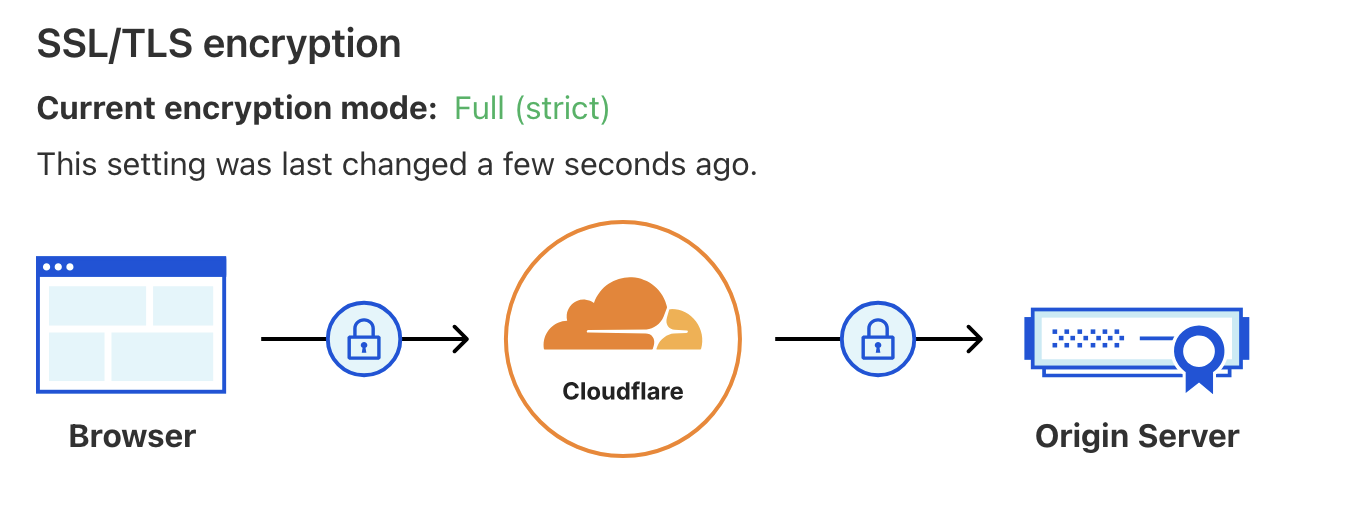 SSL/TLS encryption
Current encryption mode: Full (strict)
This setting was last changed a few seconds ago.
Cloudflare
Browser
Origin Server